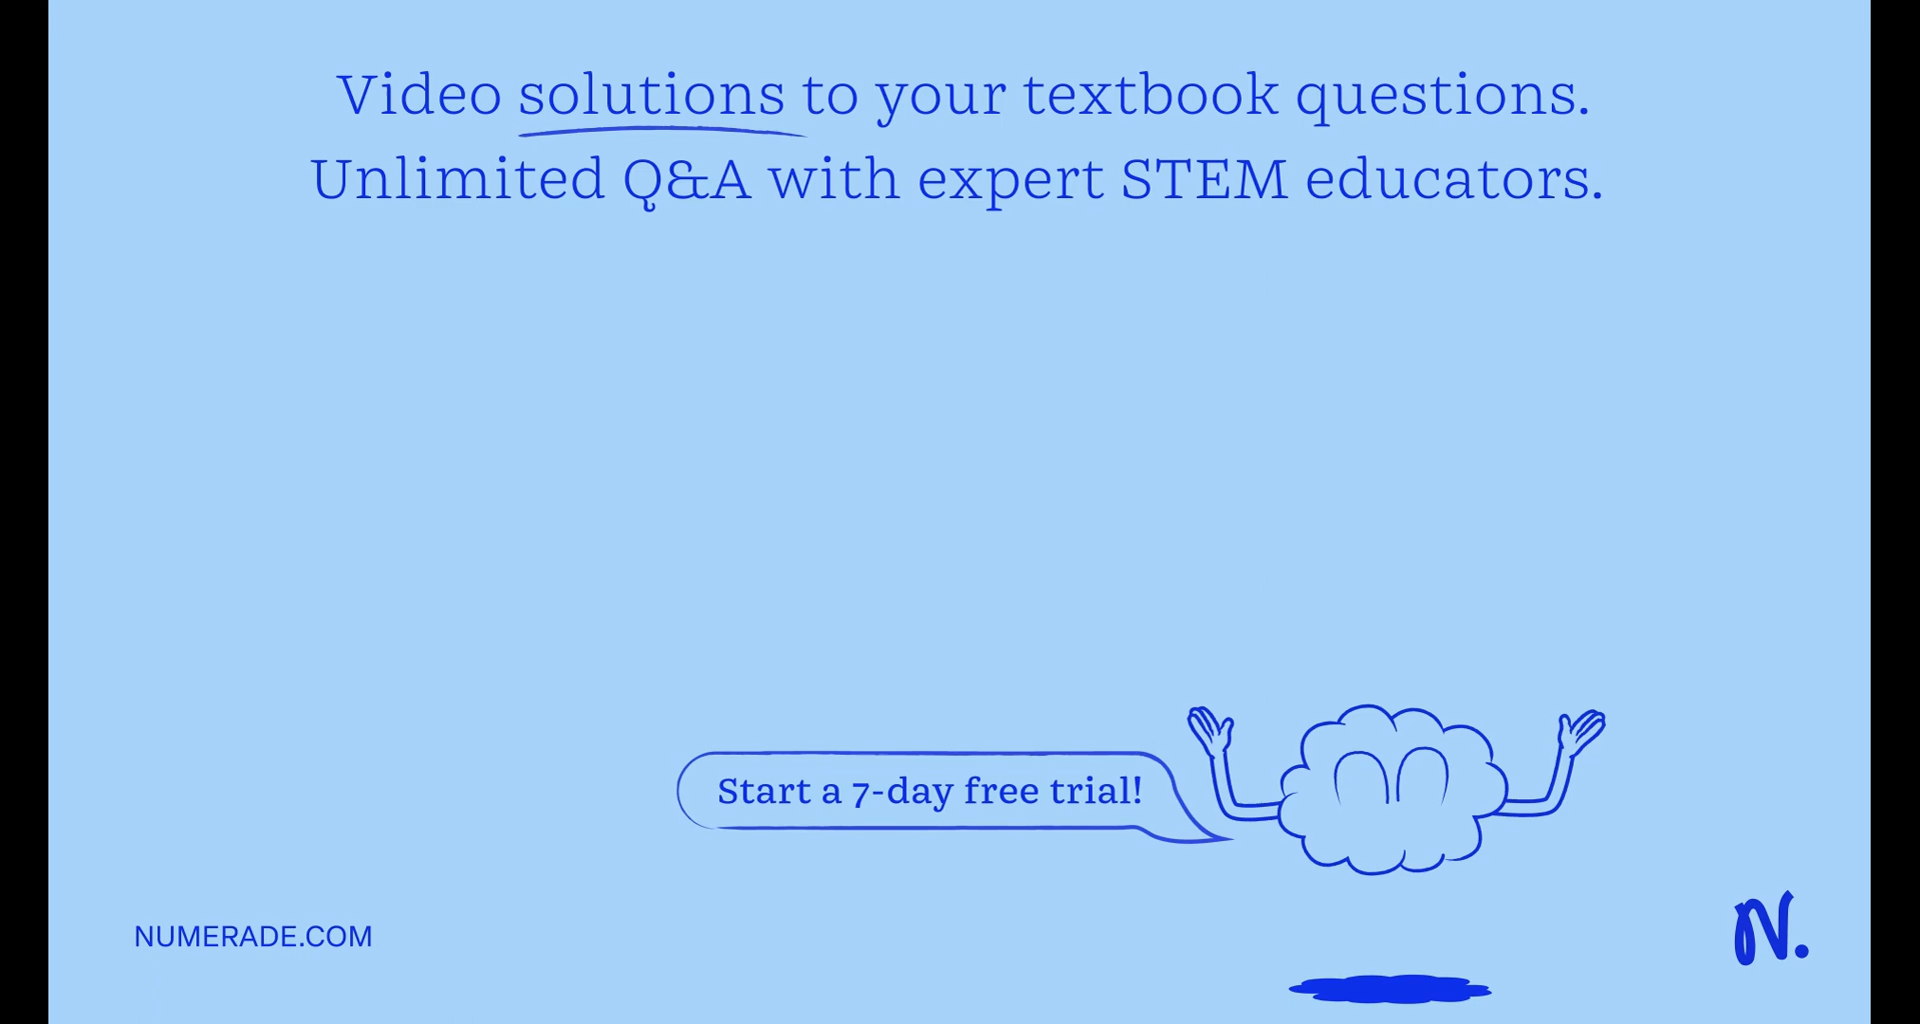 Video solutions to your textbook questions.
Unlimited Q&A with expert STEM educators.
Start a 7-day free trial!
NUMERADE.COM
N.